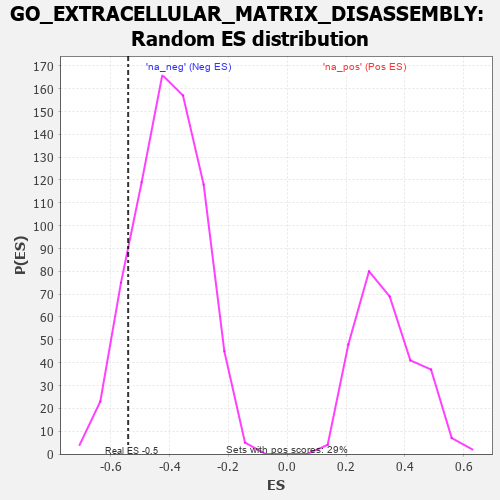 GO_EXTRACELLULAR_MATRIX_DISASSEMBLY:
Random ES distribution
'na_neg' (Neg ES) 'na_pos' (Pos ES)
170
160
150
140
130
120
110
100
90
80
70
60
50
40
30
20
10
0
P(ES)
Real ES -0.5 Sets with pos scores: 29%
-0.6 -0.4 -0.2 0.0 0.2 0.4 0.6
ES